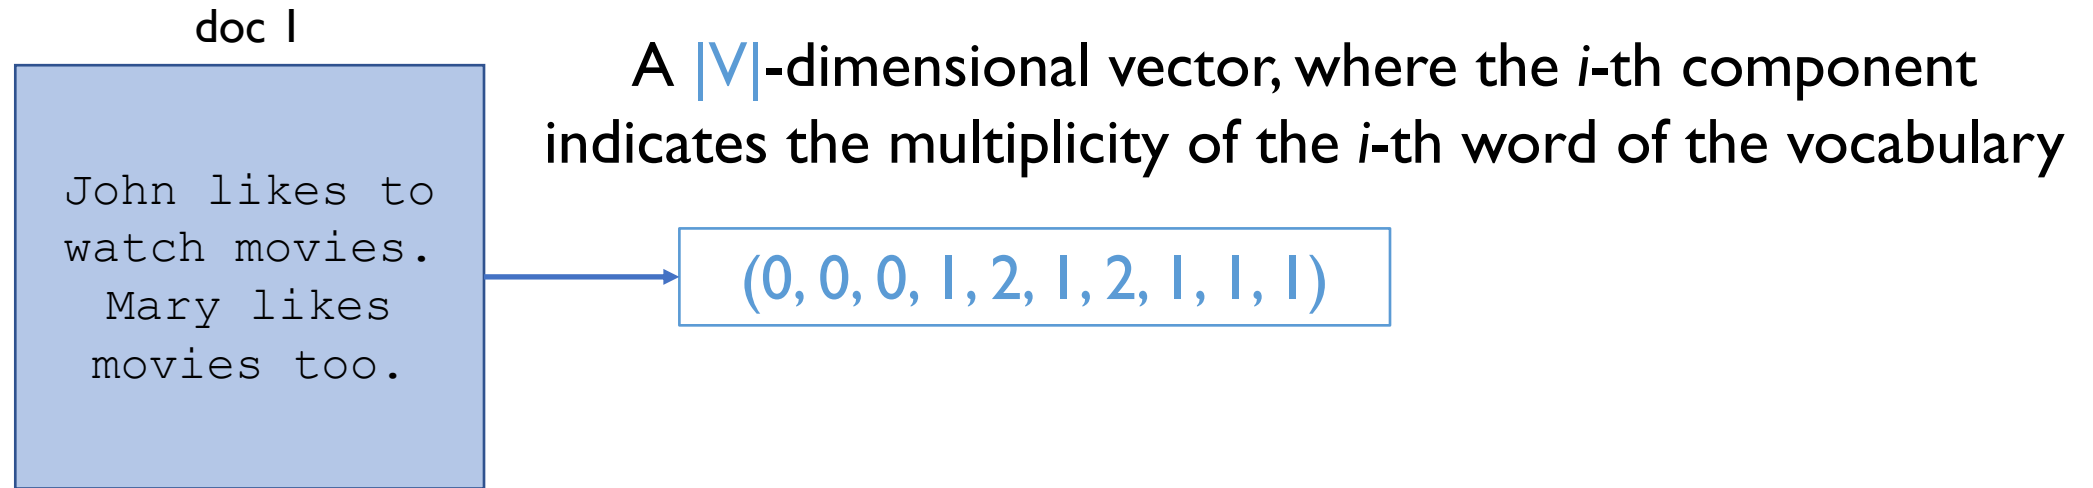 doc 1
A |V|-dimensional vector, where the i-th component
indicates the multiplicity of the i-th word of the vocabulary
John likes to
watch movies.
Mary likes
movies too.
(0, 0, 0, 1, 2, 1, 2, 1, 1, 1)